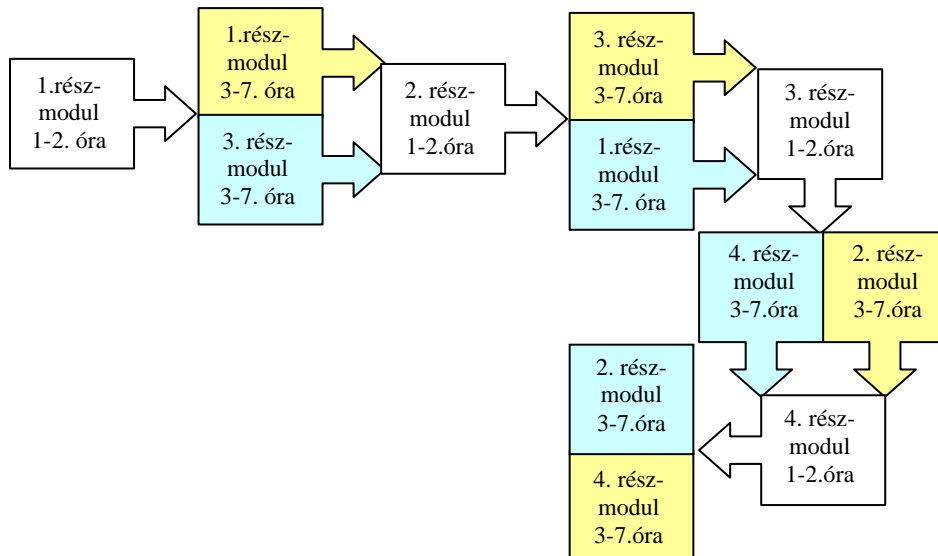 1.rész-
modul
1-2. óra
1.rész-
modul
3-7. óra
3. rész-
modul
3-7. óra
2. rész-
modul
1-2.óra
3. rész-
modul
3-7.óra
1.rész-
modul
3-7. óra
3. rész-
modul
1-2.óra
4. rész-
modul
3-7.óra
2. rész-
modul
3-7.óra
4. rész-
modul
1-2.óra
2. rész-
modul
3-7.óra
4. rész-
modul
3-7.óra